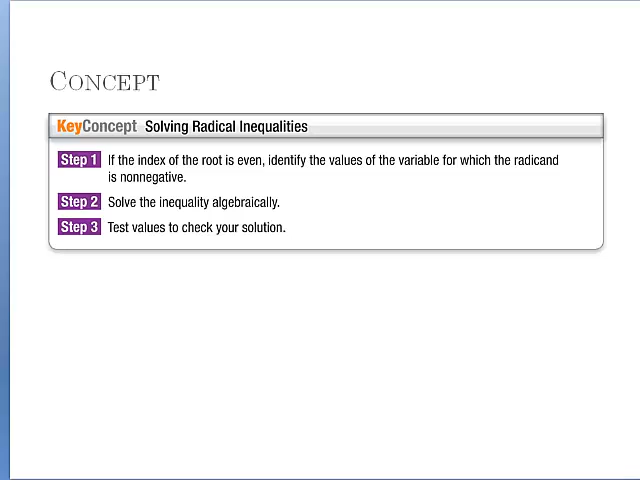 CONCEPT
KeyConcept Solving Radical Inequalities
Step 1 If the index of the root is even, identify the values of the variable for which the radicand
is nonnegative.
Step 2 Solve the inequality algebraically.
Step 3 Test values to check your solution.